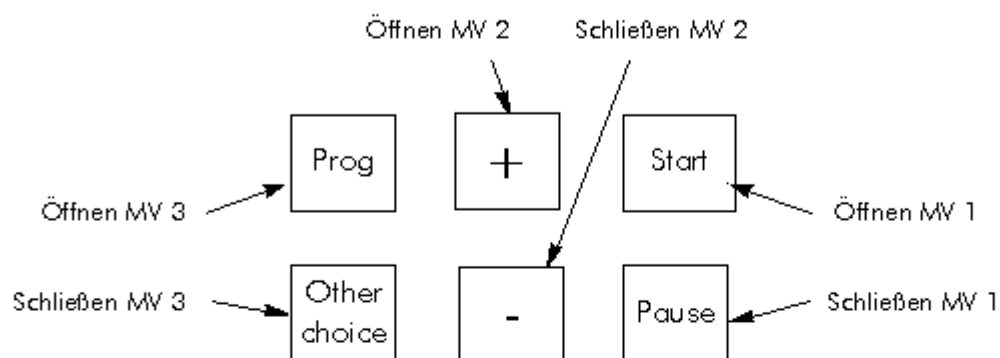 Öffnen MV 2
Schließen MV 2
Prog
+
Start
Öffnen MV 3
Öffnen MV 1
Schließen MV 3
Other
choice
-
Pause
Schließen MV 1